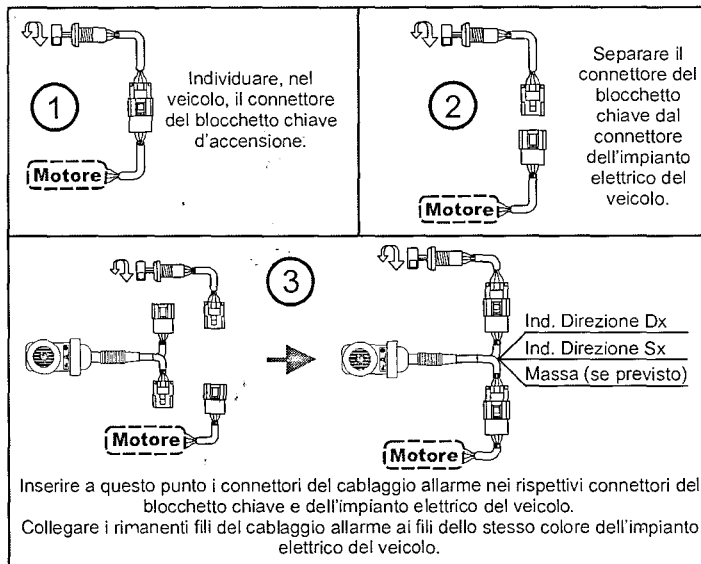 1
Individuare, nel
veicolo, il connettore
del blocchetto chiave
d'accensione.
Motore
2
Separare il
connettore del
blocchetto
chiave dal
connettore
dell'impianto
elettrico del
veicolo.
Motore
3
Motore
Ind. Direzione Dx
Ind. Direzione Sx
Massa (se previsto)
Motore
Inserire a questo punto i connettori del cablaggio allarme nei rispettivi connettori del
blocchetto chiave e dell'impianto elettrico del veicolo.
Collegare i rimanenti fili del cablaggio allarme ai fili dello stesso colore dell'impianto
elettrico del veicolo.